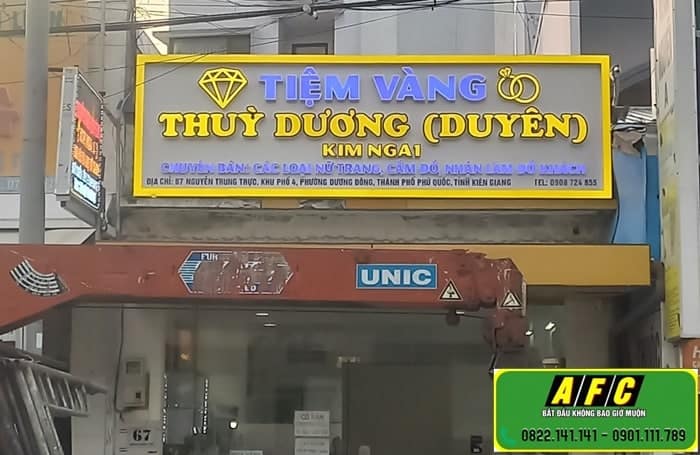 TIỆM VÀNG
THUỲ DƯƠNG (DUYÊN)
KIM NGA1
CHUYÊN BÁN: CÁC LOẠI NỮ TRANG, CẦM ĐỒ, NHẬN LÀM ĐỒ KHÁCH
ĐỊA CHỈ: 67 NGUYỄN TRUNG TRỰC, KHU PHỐ 4, PHƯỜNG DƯƠNG ĐÔNG, THÀNH PHỐ PHÚ QUỐC, TỈNH KIÊN GIANG TEL: 0908 724 855
UNIC
67
AFC
BẮT ĐẦU KHÔNG BAO GIỜ MUỘN
0822.141.141 - 0901.111.789